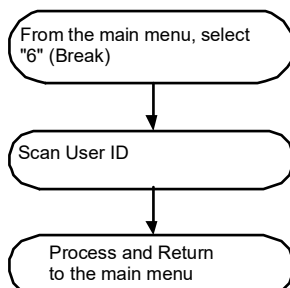 From the main menu, select
"6" (Break)
Scan User ID
Process and Return
to the main menu